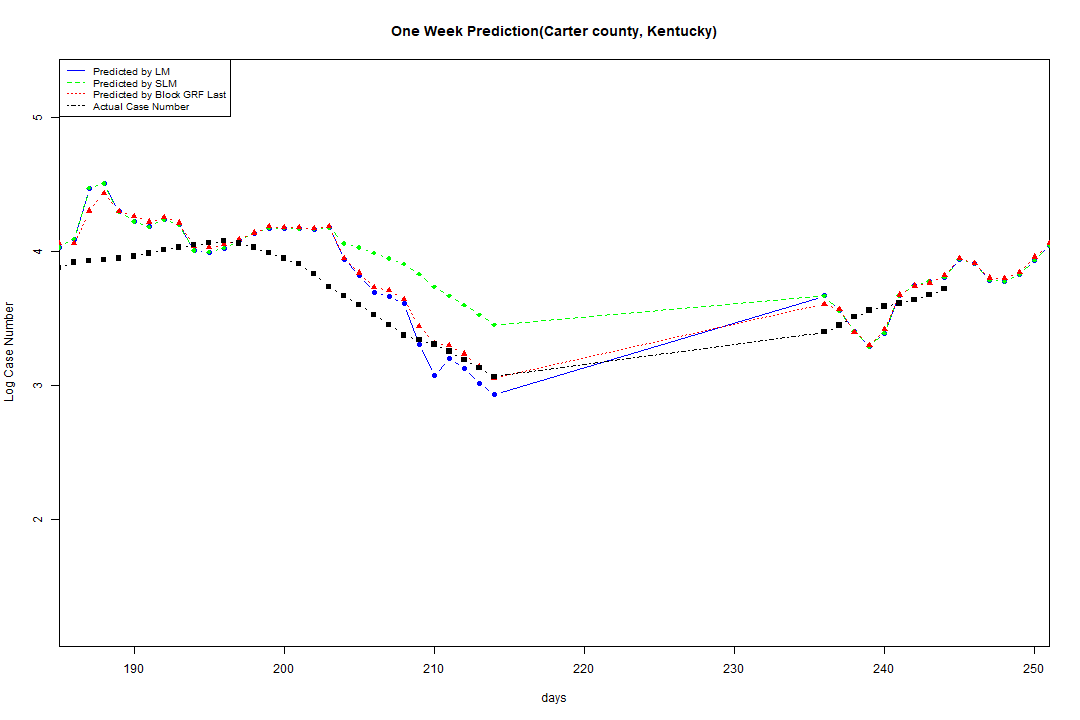 One Week Prediction(Carter county, Kentucky)
Predicted by LM
Predicted by SLM
Predicted by Block GRF Last
Actual Case Number
5
4
3
2
Log Case Number
190 200 210 220 230 240 250
days